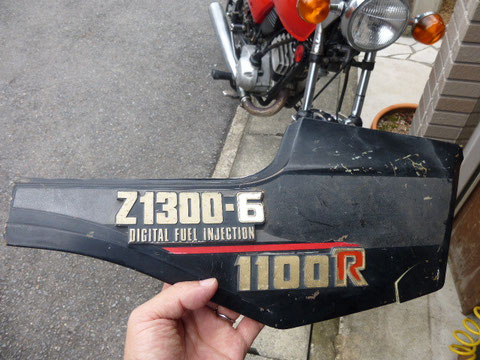 Z1300-6
DIGITAL FUEL INJECTION
1100R